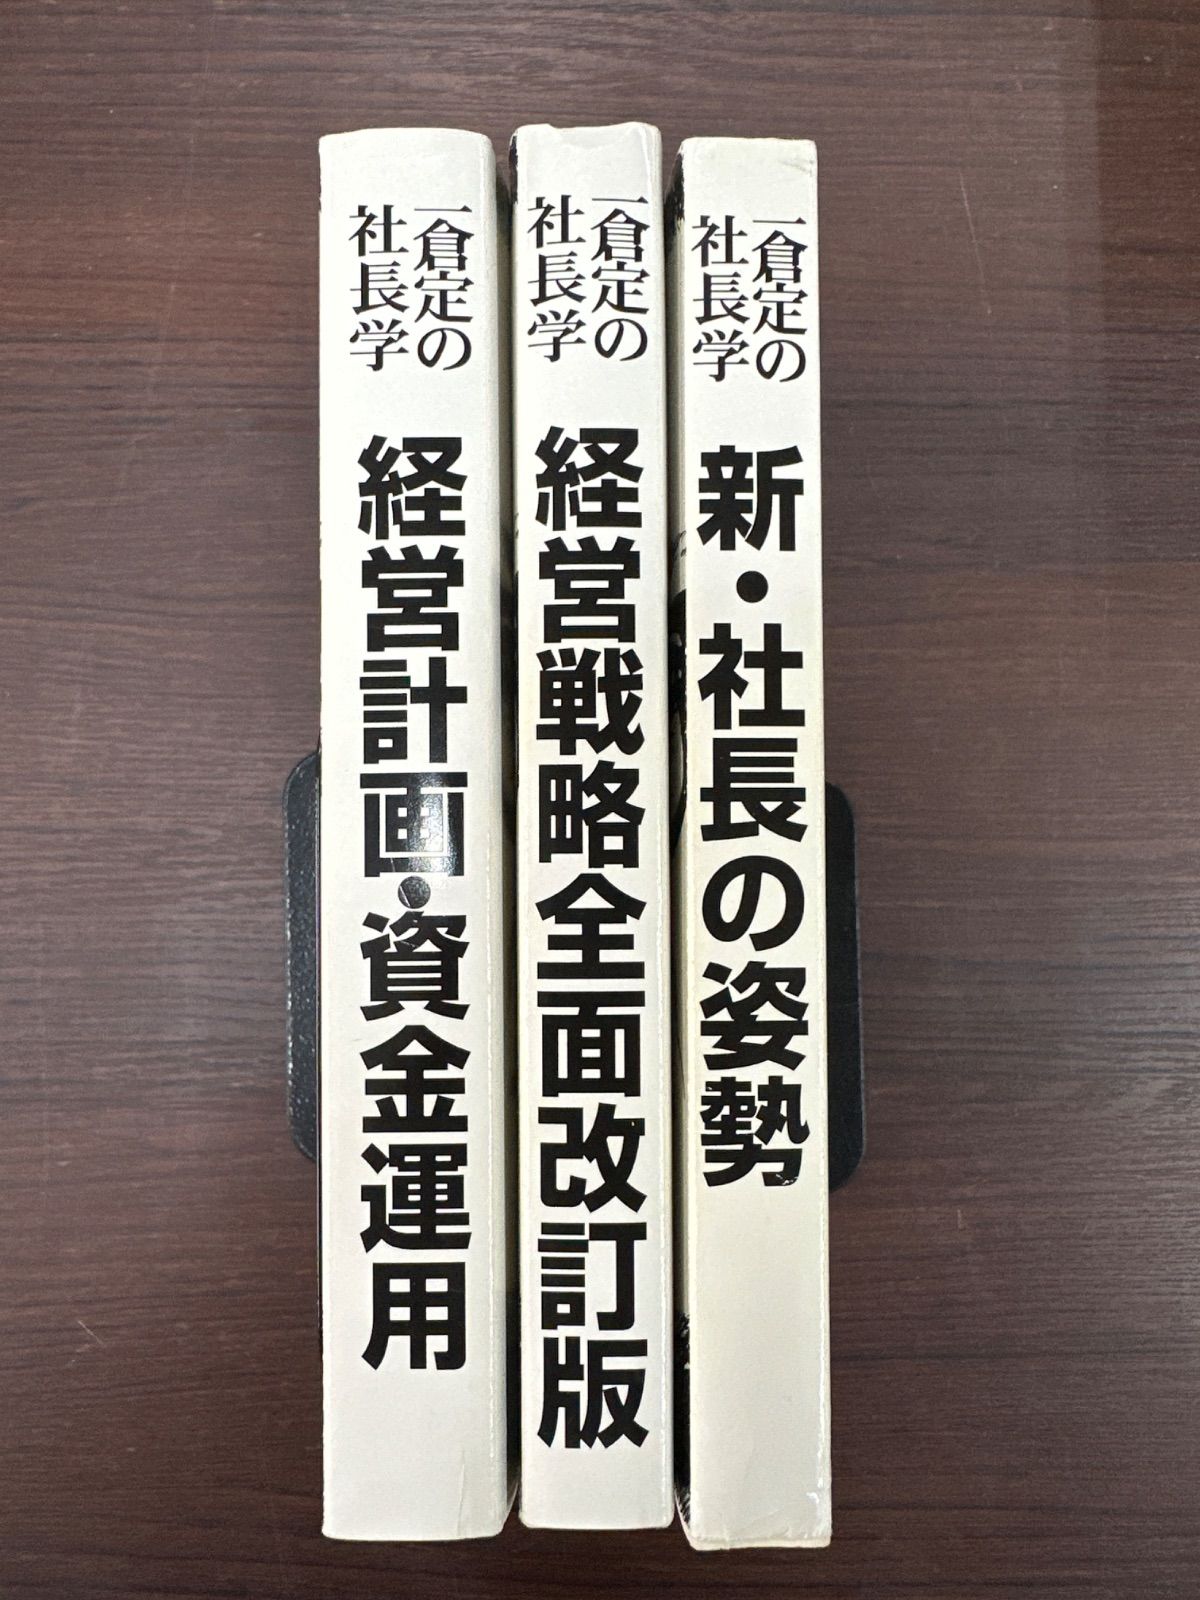 一倉定の
社長学
経営計画・資金運用
一倉定の
社長学
経営戦略全面改訂版
一倉定の
社長学
新・社長の姿勢